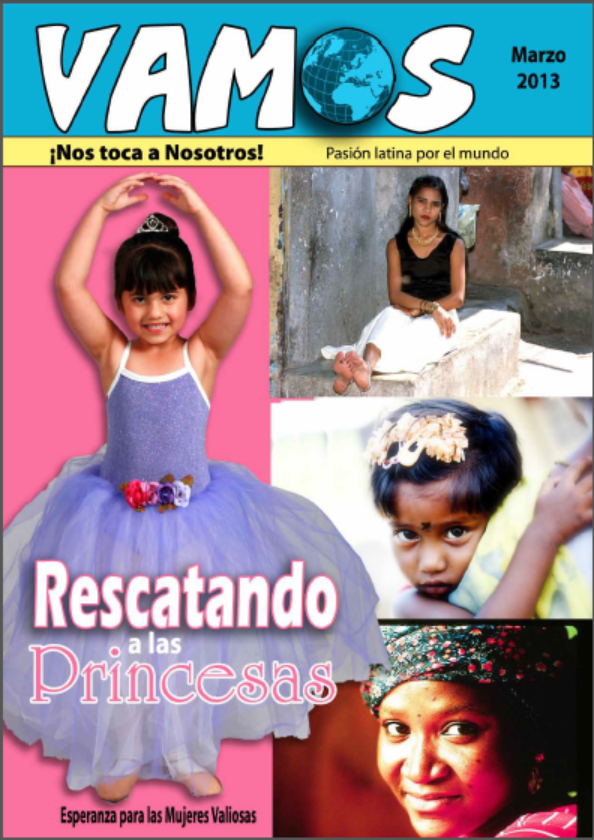 VAMOS
Marzo
2013
¡Nos toca a Nosotros!
Pasión latina por el mundo
Rescatando
a las
Princesas
Esperanza para las Mujeres Valiosas